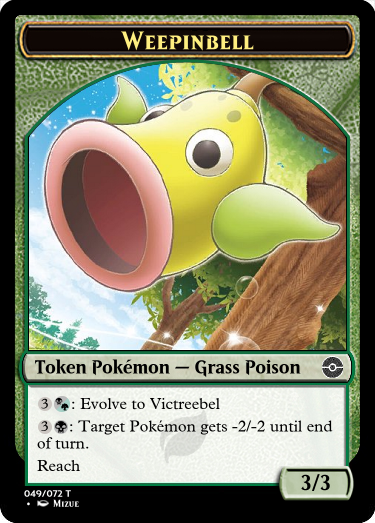 WEEPINBELL
Token Pokémon — Grass Poison
3 : Evolve to Victreebel
3 : Target Pokémon gets -2/-2 until end
of turn.
Reach
3/3
049/072 T
• MIZUE